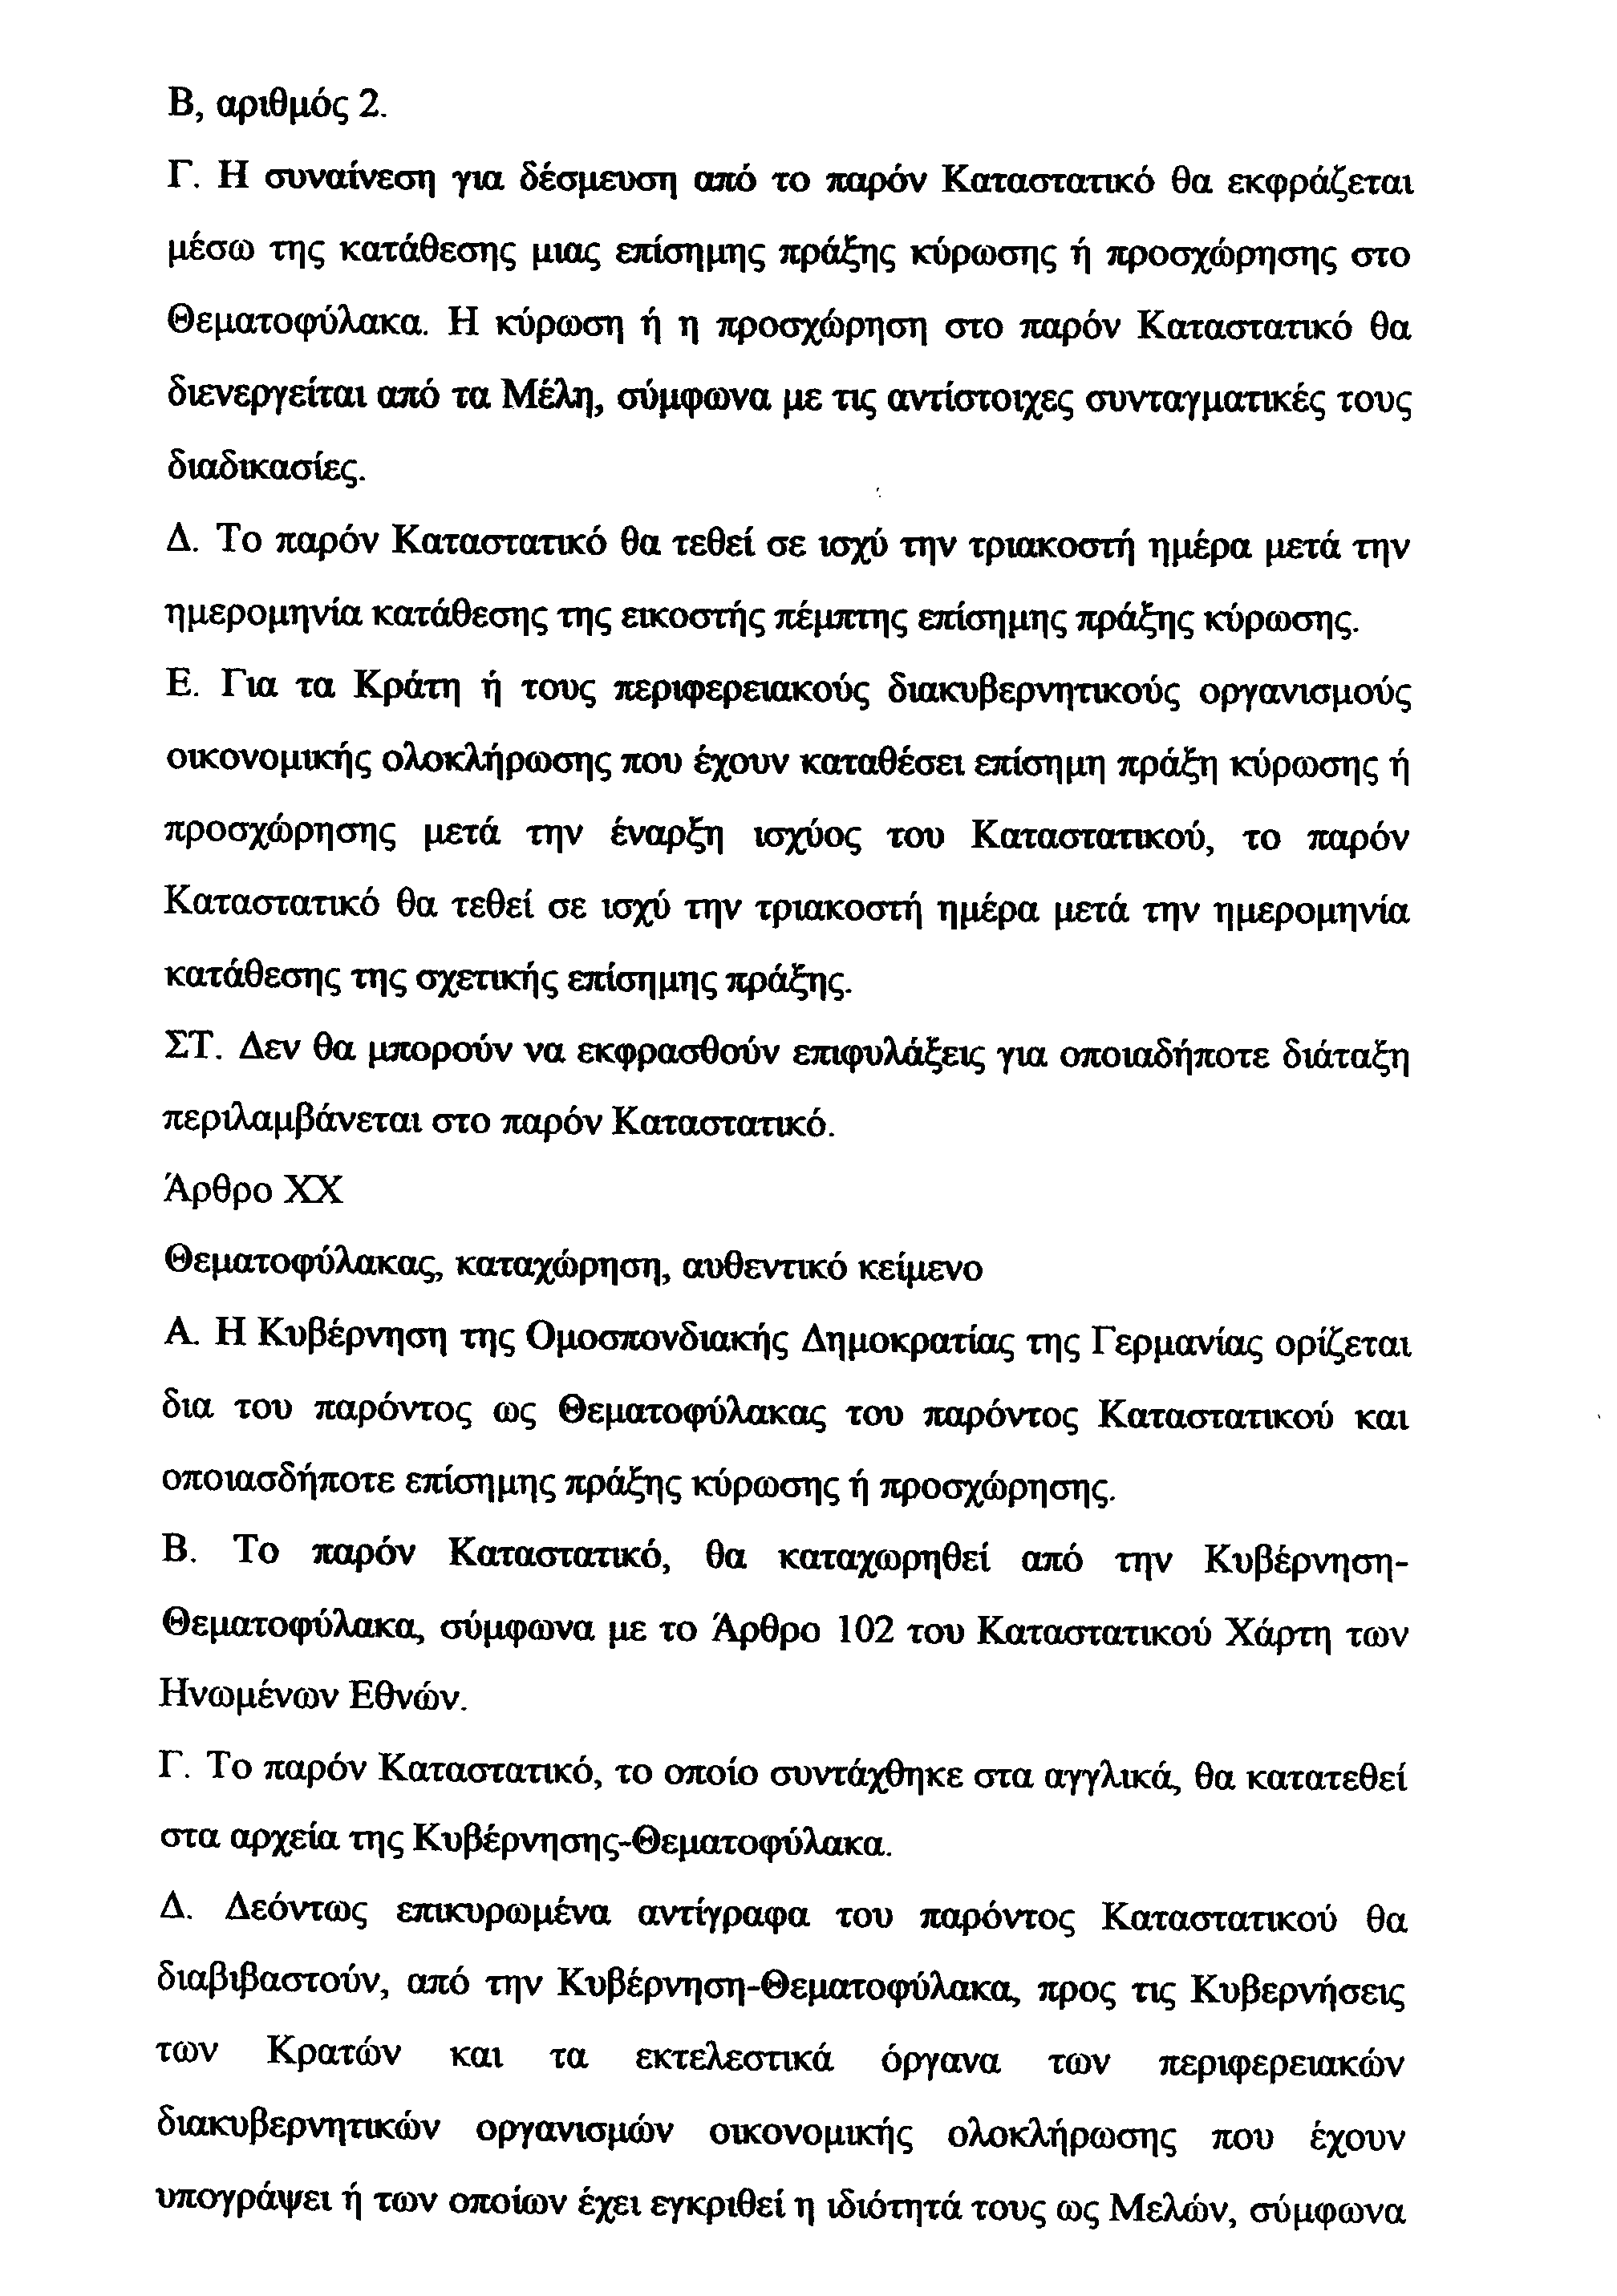 Β, αριθμός 2.
Γ. Η συναίνεση για δέσμευση από το παρόν Καταστατικό θα εκφράζεται
μέσω της κατάθεσης μιας επίσημης πράξης κύρωσης ή προσχώρησης στο
Θεματοφύλακα. Η κύρωση ή η προσχώρηση στο παρόν Καταστατικό θα
διενεργείται από τα Μέλη, σύμφωνα με τις αντίστοιχες συνταγματικές τους
διαδικασίες.
Δ. Το παρόν Καταστατικό θα τεθεί σε ισχύ την τριακοστή ημέρα μετά την
ημερομηνία κατάθεσης της εικοστής πέμπτης επίσημης πράξης κύρωσης.
Ε. Για τα Κράτη ή τους περιφερειακούς διακυβερνητικούς οργανισμούς
οικονομικής ολοκλήρωσης που έχουν καταθέσει επίσημη πράξη κύρωσης ή
προσχώρησης μετά την έναρξη ισχύος του Καταστατικού, το παρόν
Καταστατικό θα τεθεί σε ισχύ την τριακοστή ημέρα μετά την ημερομηνία
κατάθεσης της σχετικής επίσημης πράξης.
ΣΤ. Δεν θα μπορούν να εκφρασθούν επιφυλάξεις για οποιαδήποτε διάταξη
περιλαμβάνεται στο παρόν Καταστατικό.
Άρθρο ΧΧ
Θεματοφύλακας, καταχώρηση, αυθεντικό κείμενο
Α. Η Κυβέρνηση της Ομοσπονδιακής Δημοκρατίας της Γερμανίας ορίζεται
δια του παρόντος ως Θεματοφύλακας του παρόντος Καταστατικού και
οποιασδήποτε επίσημης πράξης κύρωσης ή προσχώρησης.
Β. Το παρόν Καταστατικό, θα καταχωρηθεί από την Κυβέρνηση-
Θεματοφύλακα, σύμφωνα με το Άρθρο 102 του Καταστατικού Χάρτη των
Ηνωμένων Εθνών.
Γ. Το παρόν Καταστατικό, το οποίο συντάχθηκε στα αγγλικά, θα κατατεθεί
στα αρχεία της Κυβέρνησης-Θεματοφύλακα.
Δ. Δεόντως επικυρωμένα αντίγραφα του παρόντος Καταστατικού θα
διαβιβαστούν, από την Κυβέρνηση-Θεματοφύλακα, προς τις Κυβερνήσεις
των Κρατών και τα εκτελεστικά όργανα των περιφερειακών
διακυβερνητικών οργανισμών οικονομικής ολοκλήρωσης που έχουν
υπογράψει ή των οποίων έχει εγκριθεί η ιδιότητά τους ως Μελών, σύμφωνα